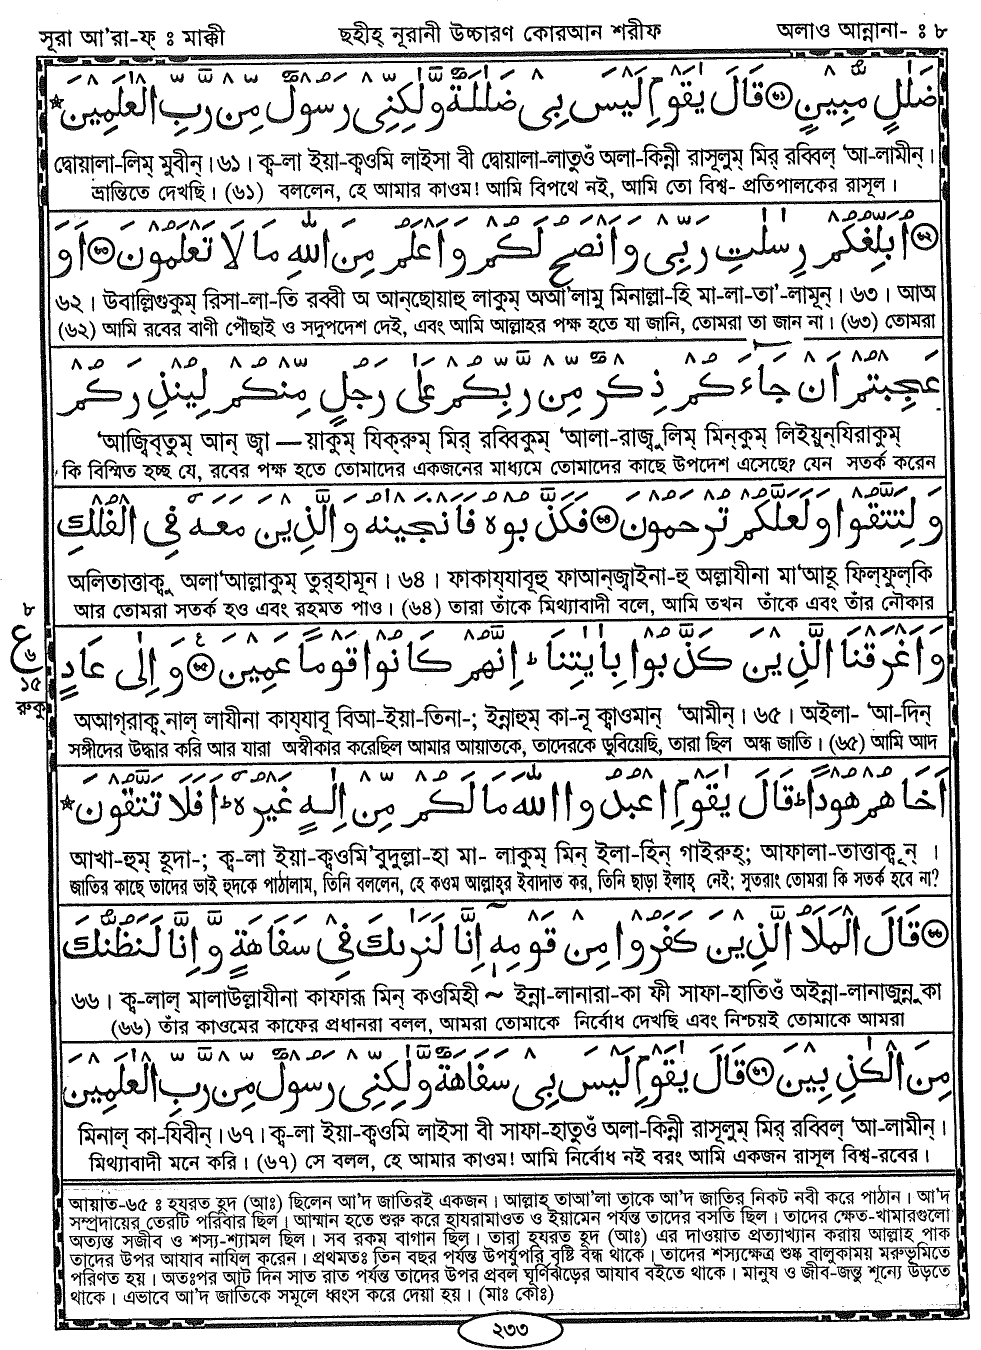 সূরা আ'রা-ফ্ ঃ মাক্কী ছহীহ্ নূরানী উচ্চারণ কোরআন শরীফ অলাও আন্নানা- ঃ ৮
ضَلٰلٍ مُّبِيْنٍ ﴿٦١﴾ قَالَ يٰقَوْمِ لَيْسَ بِىْ ضَلٰلَةٌ وَّلٰكِنِّىْ رَسُوْلٌ مِّنْ رَّبِّ الْعٰلَمِيْنَ
দ্বোয়ালা-লিম্ মুবীন্। ৬১। ক্ব-লা ইয়া-ক্বওমি লাইসা বী দ্বোয়ালা-লাতুওঁ অলা-কিন্নী রাসূলুম্ মির্ রব্বিল্ 'আ-লামীন্।
ভ্রান্তিতে দেখছি। (৬১) বললেন, হে আমার কাওম! আমি বিপথে নই, আমি তো বিশ্ব- প্রতিপালকের রাসূল।
﴿٦٢﴾ اُبَلِّغُكُمْ رِسٰلٰتِ رَبِّىْ وَاَنْصَحُ لَكُمْ وَاَعْلَمُ مِنَ اللّٰهِ مَا لَا تَعْلَمُوْنَ ﴿٦٣﴾ اَوَ
৬২। উবাল্লিগুকুম্ রিসা-লা-তি রব্বী অ আন্ছোয়াহু লাকুম্ অআ'লামু মিনাল্লা-হি মা-লা-তা'-লামূন্। ৬৩। আঅ
(৬২) আমি রবের বাণী পৌঁছাই ও সদুপদেশ দেই, এবং আমি আল্লাহর পক্ষ হতে যা জানি, তোমরা তা জান না। (৬৩) তোমরা
عَجِبْتُمْ اَنْ جَآءَكُمْ ذِكْرٌ مِّنْ رَّبِّكُمْ عَلٰى رَجُلٍ مِّنْكُمْ لِيُنْذِرَكُمْ
'আজ্বিব্তুম্ আন্ জ্বা — য়াকুম্ যিক্রুম্ মির্ রব্বিকুম্ 'আলা-রাজ্বুলিম্ মিন্কুম্ লিইয়ুন্যিরাকুম্
কি বিস্মিত হচ্ছ যে, রবের পক্ষ হতে তোমাদের একজনের মাধ্যমে তোমাদের কাছে উপদেশ এসেছে? যেন সতর্ক করেন
وَلِتَتَّقُوْا وَلَعَلَّكُمْ تُرْحَمُوْنَ ﴿٦٤﴾ فَكَذَّبُوْهُ فَاَنْجَيْنٰهُ وَالَّذِيْنَ مَعَهٗ فِى الْفُلْكِ
অলিতাত্তাক্বূ অলা'আল্লাকুম্ তুর্হামূন। ৬৪। ফাকায্যাবূহু ফাআন্জ্বাইনা-হু অল্লাযীনা মা'আহূ ফিল্ফুল্কি
আর তোমরা সতর্ক হও এবং রহমত পাও। (৬৪) তারা তাঁকে মিথ্যাবাদী বলে, আমি তখন তাঁকে এবং তাঁর নৌকার
وَاَغْرَقْنَا الَّذِيْنَ كَذَّبُوْا بِاٰيٰتِنَا ؕ اِنَّهُمْ كَانُوْا قَوْمًا عَمِيْنَ ﴿٦٥﴾ وَاِلٰى عَادٍ
৮
ع
৬
১৫
রুকু
অআগ্রাক্ব্নাল্ লাযীনা কায্যাবূ বিআ-ইয়া-তিনা-; ইন্নাহুম্ কা-নূ ক্বাওমান্ 'আমীন্। ৬৫। অইলা- 'আ-দিন্
সঙ্গীদের উদ্ধার করি আর যারা অস্বীকার করেছিল আমার আয়াতকে, তাদেরকে ডুবিয়েছি, তারা ছিল অন্ধ জাতি। (৬৫) আমি আদ
اَخَاهُمْ هُوْدًا ؕ قَالَ يٰقَوْمِ اعْبُدُوا اللّٰهَ مَا لَكُمْ مِّنْ اِلٰهٍ غَيْرُهٗ ؕ اَفَلَا تَتَّقُوْنَ
আখা-হুম্ হূদা-; ক্ব-লা ইয়া-ক্বওমি'বুদুল্লা-হা মা- লাকুম্ মিন্ ইলা-হিন্ গাইরুহ্; আফালা-তাত্তাক্বূন্।
জাতির কাছে তাদের ভাই হুদকে পাঠালাম, তিনি বললেন, হে কওম আল্লাহর ইবাদাত কর, তিনি ছাড়া ইলাহ্ নেই; সুতরাং তোমরা কি সতর্ক হবে না?
﴿٦٦﴾ قَالَ الْمَلَاُ الَّذِيْنَ كَفَرُوْا مِنْ قَوْمِهٖۤ اِنَّا لَنَرٰىكَ فِىْ سَفَاهَةٍ وَّاِنَّا لَنَظُنُّكَ
৬৬। ক্ব-লাল্ মালাউল্লাযীনা কাফারূ মিন্ কওমিহী ~ ইন্না-লানারা-কা ফী সাফা-হাতিওঁ অইন্না-লানাজুন্নুকা
(৬৬) তাঁর কাওমের কাফের প্রধানরা বলল, আমরা তোমাকে নির্বোধ দেখছি এবং নিশ্চয়ই তোমাকে আমরা
مِنَ الْكٰذِبِيْنَ ﴿٦٧﴾ قَالَ يٰقَوْمِ لَيْسَ بِىْ سَفَاهَةٌ وَّلٰكِنِّىْ رَسُوْلٌ مِّنْ رَّبِّ الْعٰلَمِيْنَ
মিনাল্ কা-যিবীন্। ৬৭। ক্ব-লা ইয়া-ক্বওমি লাইসা বী সাফা-হাতুওঁ অলা-কিন্নী রাসূলুম্ মির্ রব্বিল্ 'আ-লামীন্।
মিথ্যাবাদী মনে করি। (৬৭) সে বলল, হে আমার কাওম! আমি নির্বোধ নই বরং আমি একজন রাসূল বিশ্ব-রবের।
আয়াত-৬৫ ঃ হযরত হূদ (আঃ) ছিলেন আ'দ জাতিরই একজন। আল্লাহ তাআ'লা তাকে আ'দ জাতির নিকট নবী করে পাঠান। আ'দ
সম্প্রদায়ের তেরটি পরিবার ছিল। আম্মান হতে শুরু করে হাযরামাওত ও ইয়ামেন পর্যন্ত তাদের বসতি ছিল। তাদের ক্ষেত-খামারগুলো
অত্যন্ত সজীব ও শস্য-শ্যামল ছিল। সব রকম বাগান ছিল। তারা হযরত হূদ (আঃ) এর দাওয়াত প্রত্যাখ্যান করায় আল্লাহ পাক
তাদের উপর আযাব নাযিল করেন। প্রথমতঃ তিন বছর পর্যন্ত উপর্যুপরি বৃষ্টি বন্ধ থাকে। তাদের শস্যক্ষেত্র শুষ্ক বালুকাময় মরুভূমিতে
পরিণত হয়। অতঃপর আট দিন সাত রাত পর্যন্ত তাদের উপর প্রবল ঘূর্ণিঝড়ের আযাব বইতে থাকে। মানুষ ও জীব-জন্তু শূন্যে উড়তে
থাকে। এভাবে আ'দ জাতিকে সমূলে ধ্বংস করে দেয়া হয়। (মাঃ কোঃ)
২৩৩